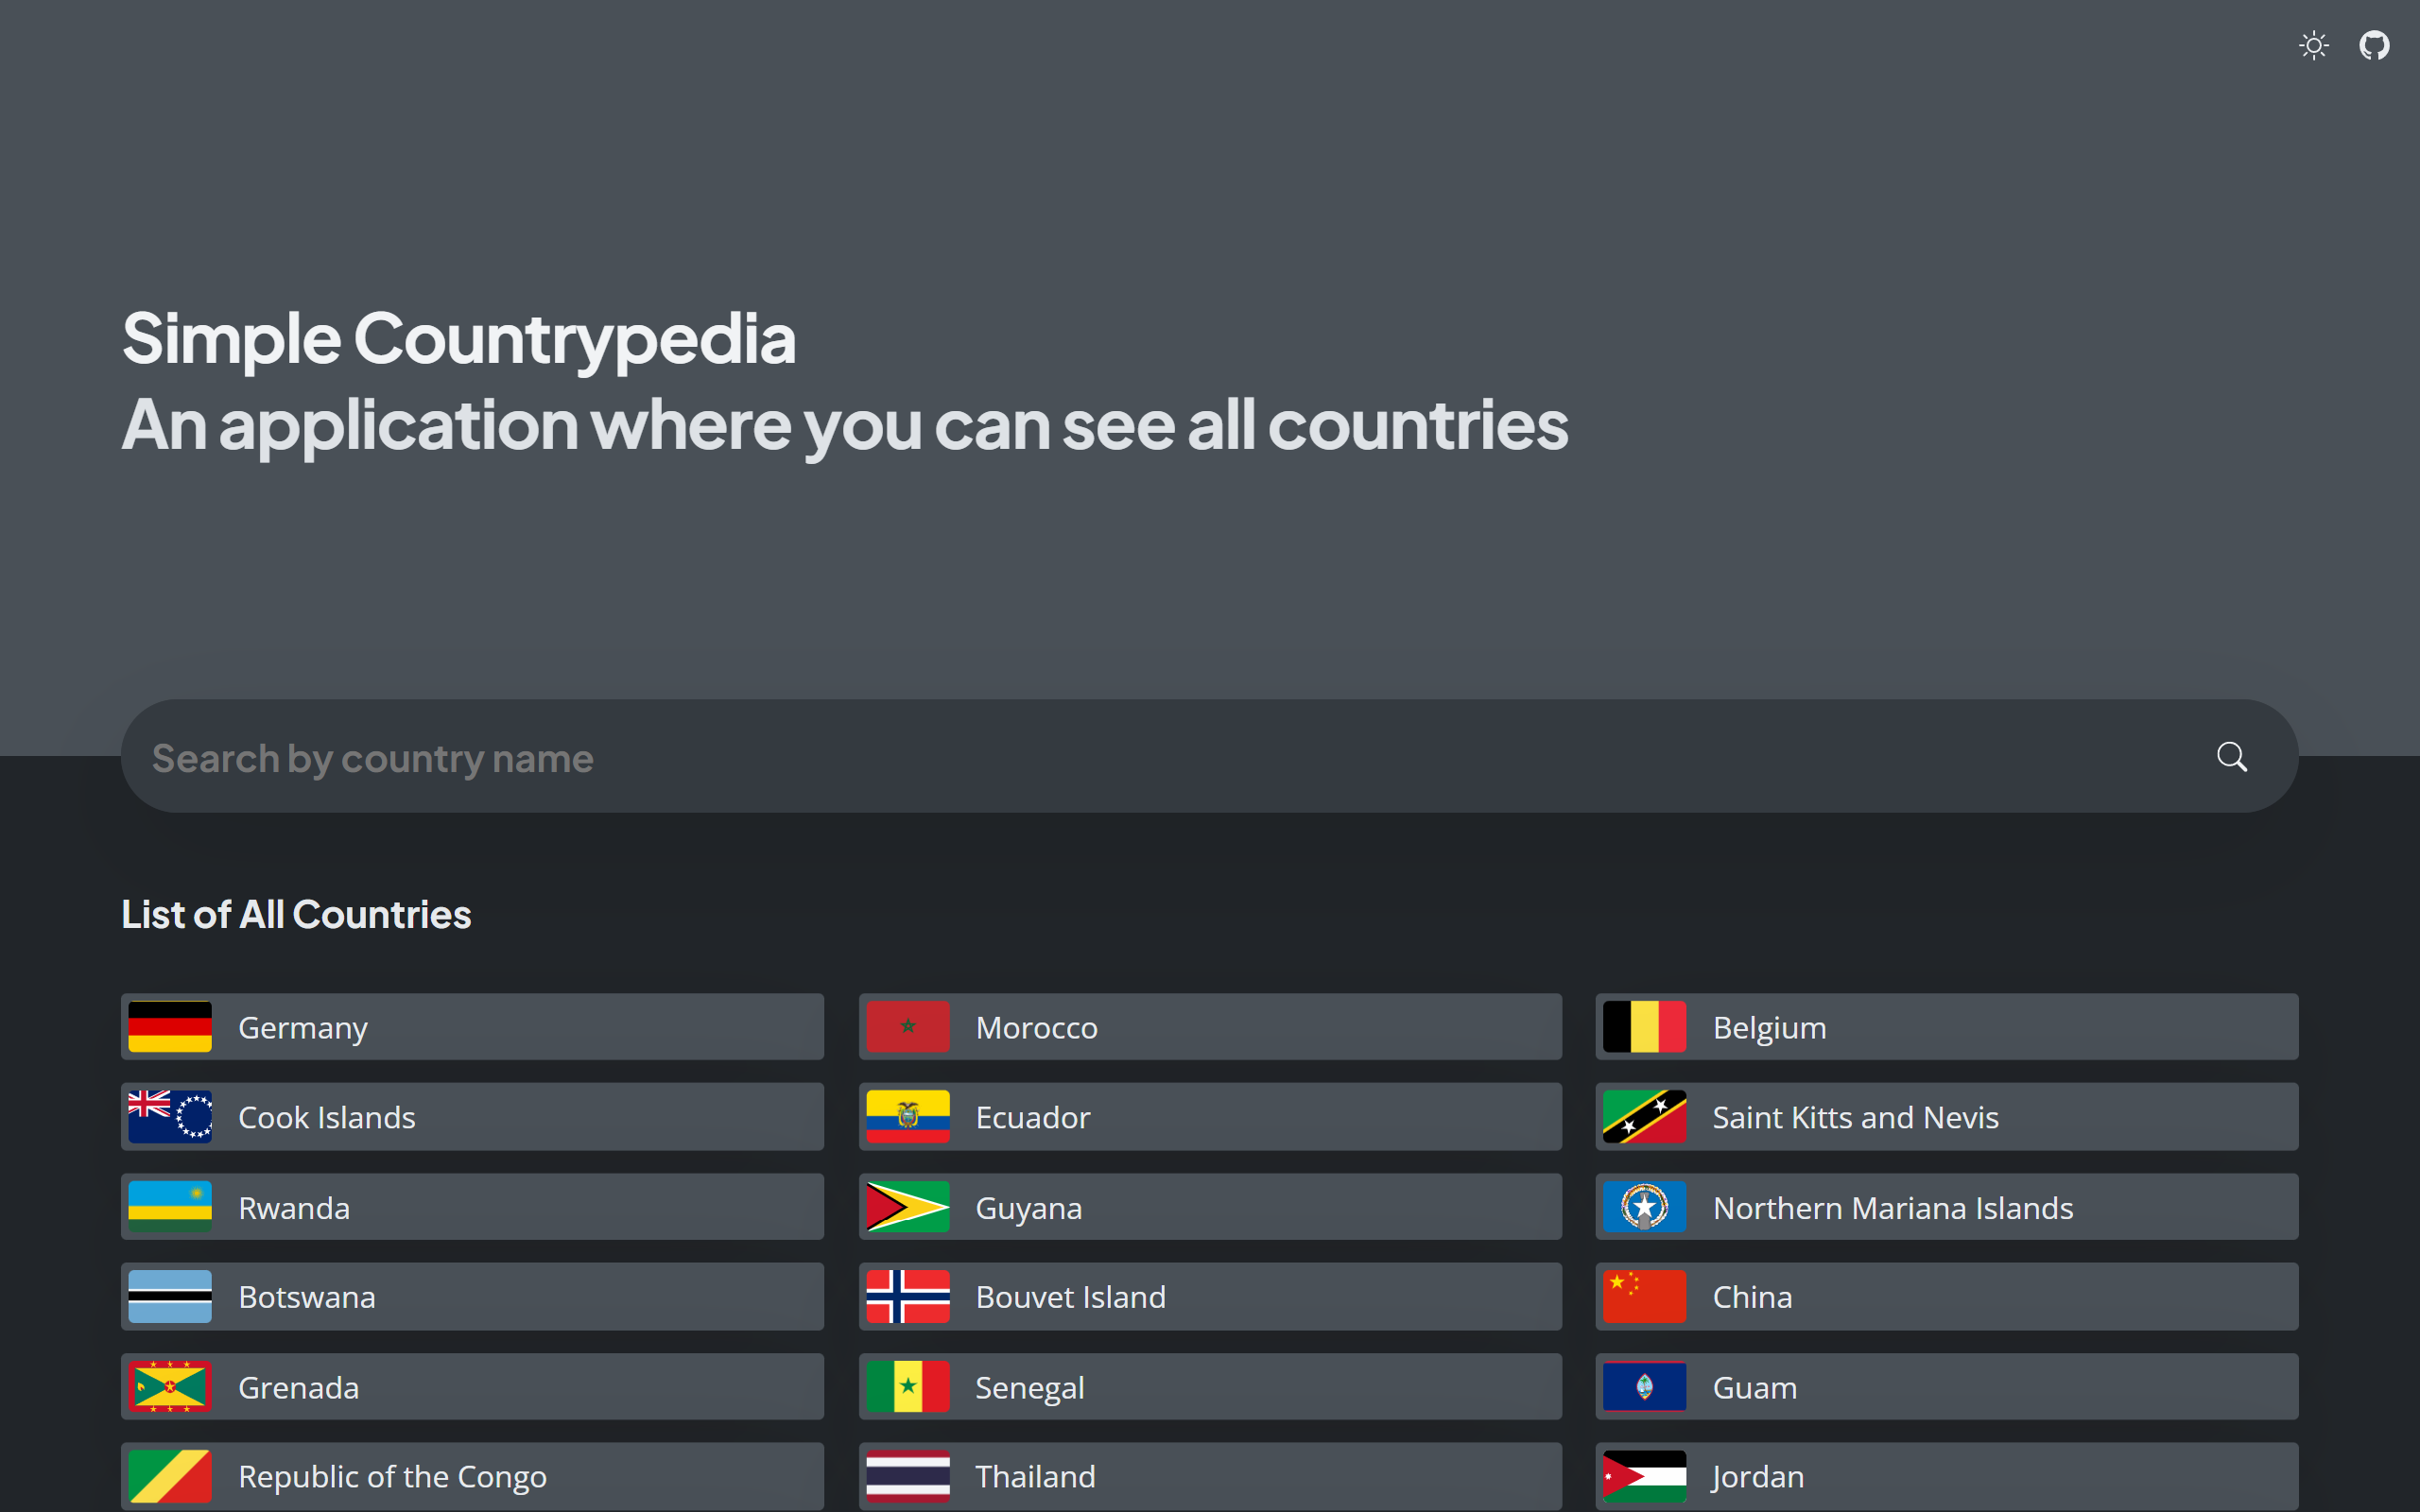 Simple Countrypedia
An application where you can see all countries
Search by country name
List of All Countries
Germany
Morocco
Belgium
Cook Islands
Ecuador
Saint Kitts and Nevis
Rwanda
Guyana
Northern Mariana Islands
Botswana
Bouvet Island
China
Grenada
Senegal
Guam
Republic of the Congo
Thailand
Jordan